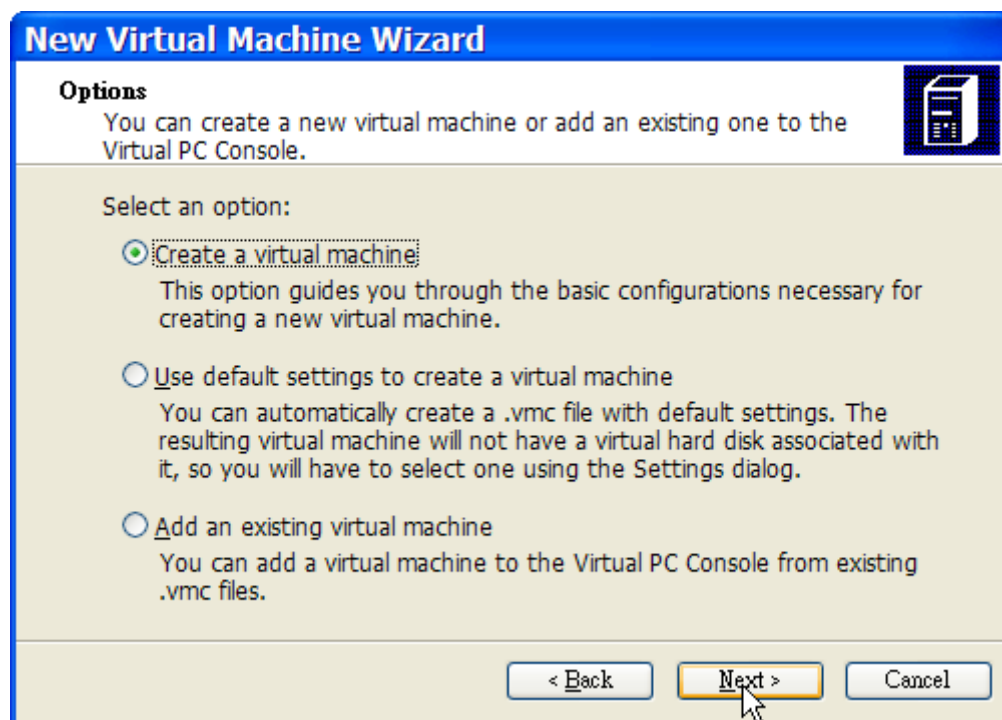 New Virtual Machine Wizard
Options
You can create a new virtual machine or add an existing one to the
Virtual PC Console.
Select an option:
Create a virtual machine
This option guides you through the basic configurations necessary for
creating a new virtual machine.
Use default settings to create a virtual machine
You can automatically create a .vmc file with default settings. The
resulting virtual machine will not have a virtual hard disk associated with
it, so you will have to select one using the Settings dialog.
Add an existing virtual machine
You can add a virtual machine to the Virtual PC Console from existing
.vmc files.
< Back Next > Cancel